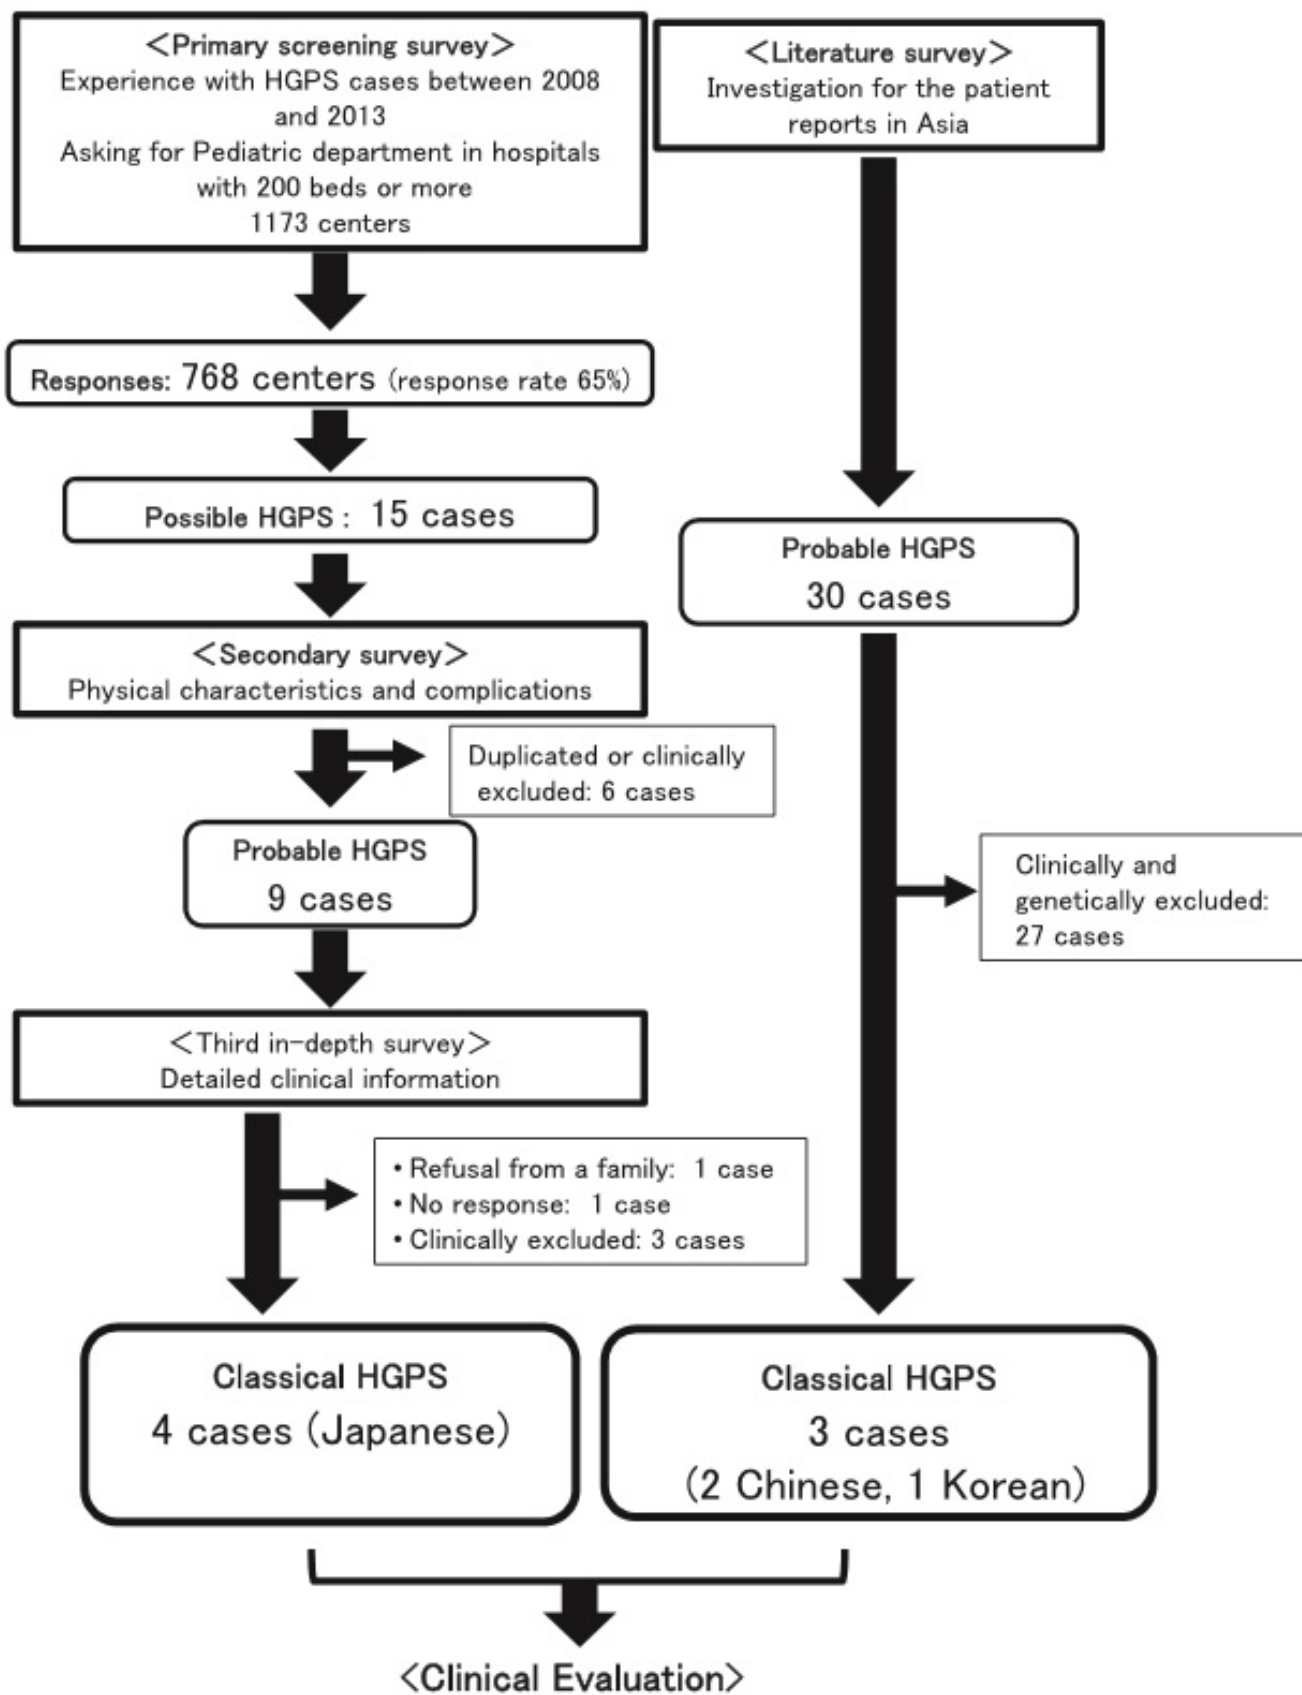 <Primary screening survey>
Experience with HGPS cases between 2008
and 2013
Asking for Pediatric department in hospitals
with 200 beds or more
1173 centers
<Literature survey>
Investigation for the patient
reports in Asia
Responses: 768 centers (response rate 65%)
Possible HGPS : 15 cases
Probable HGPS
30 cases
<Secondary survey>
Physical characteristics and complications
Duplicated or clinically
excluded: 6 cases
Probable HGPS
9 cases
Clinically and
genetically excluded:
27 cases
<Third in-depth survey>
Detailed clinical information
• Refusal from a family: 1 case
• No response: 1 case
• Clinically excluded: 3 cases
Classical HGPS
4 cases (Japanese)
Classical HGPS
3 cases
(2 Chinese, 1 Korean)
<Clinical Evaluation>